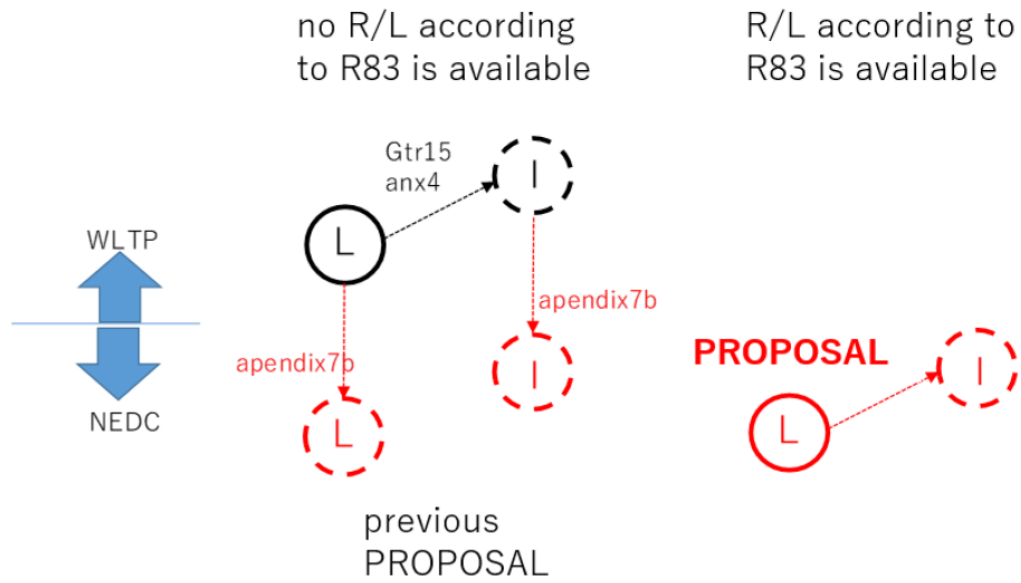 no R/L according
to R83 is available
R/L according to
R83 is available
Gtr15
anx4
I
L
WLTP
NEDC
apendix7b
apendix7b
I
L
PROPOSAL
I
L
previous
PROPOSAL